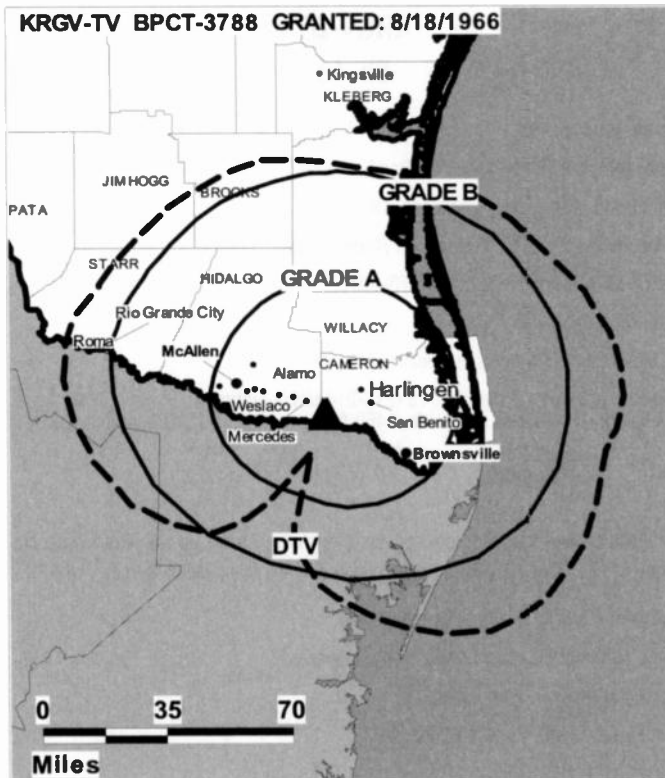 KRGV-TV BPCT-3788 GRANTED: 8/18/1966
Kingsville
KLEBERG
JIM HOGG
BROOKS
GRADE B
PATA
STARR
HIDALGO
GRADE A
Rio Grande City
WILLACY
Roma
McAllen
CAMERON
Alamo
Harlingen
Weslaco
San Benito
Mercedes
Brownsville
DTV
0 35 70
Miles